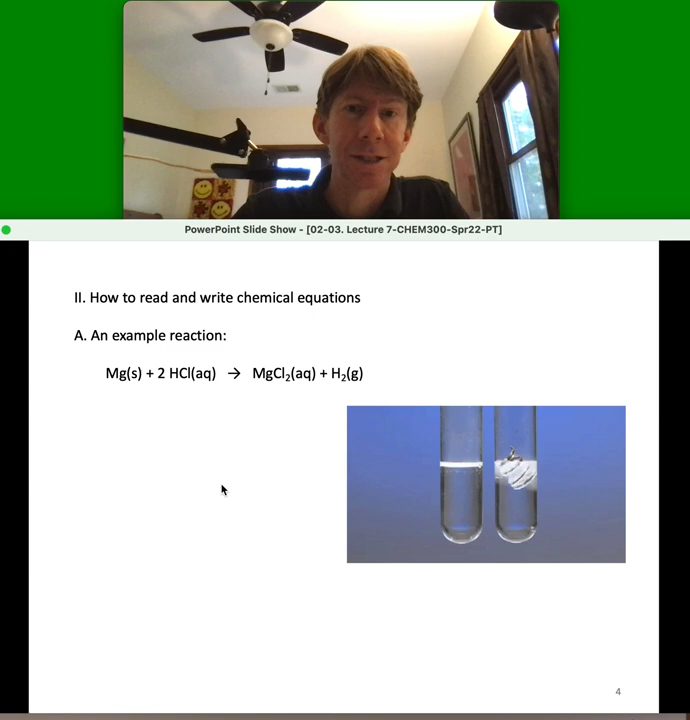 PowerPoint Slide Show - [02-03. Lecture 7-CHEM300-Spr22-PT]
II. How to read and write chemical equations
A. An example reaction:
Mg(s) + 2 HCl(aq) → MgCl₂(aq) + H₂(g)
4